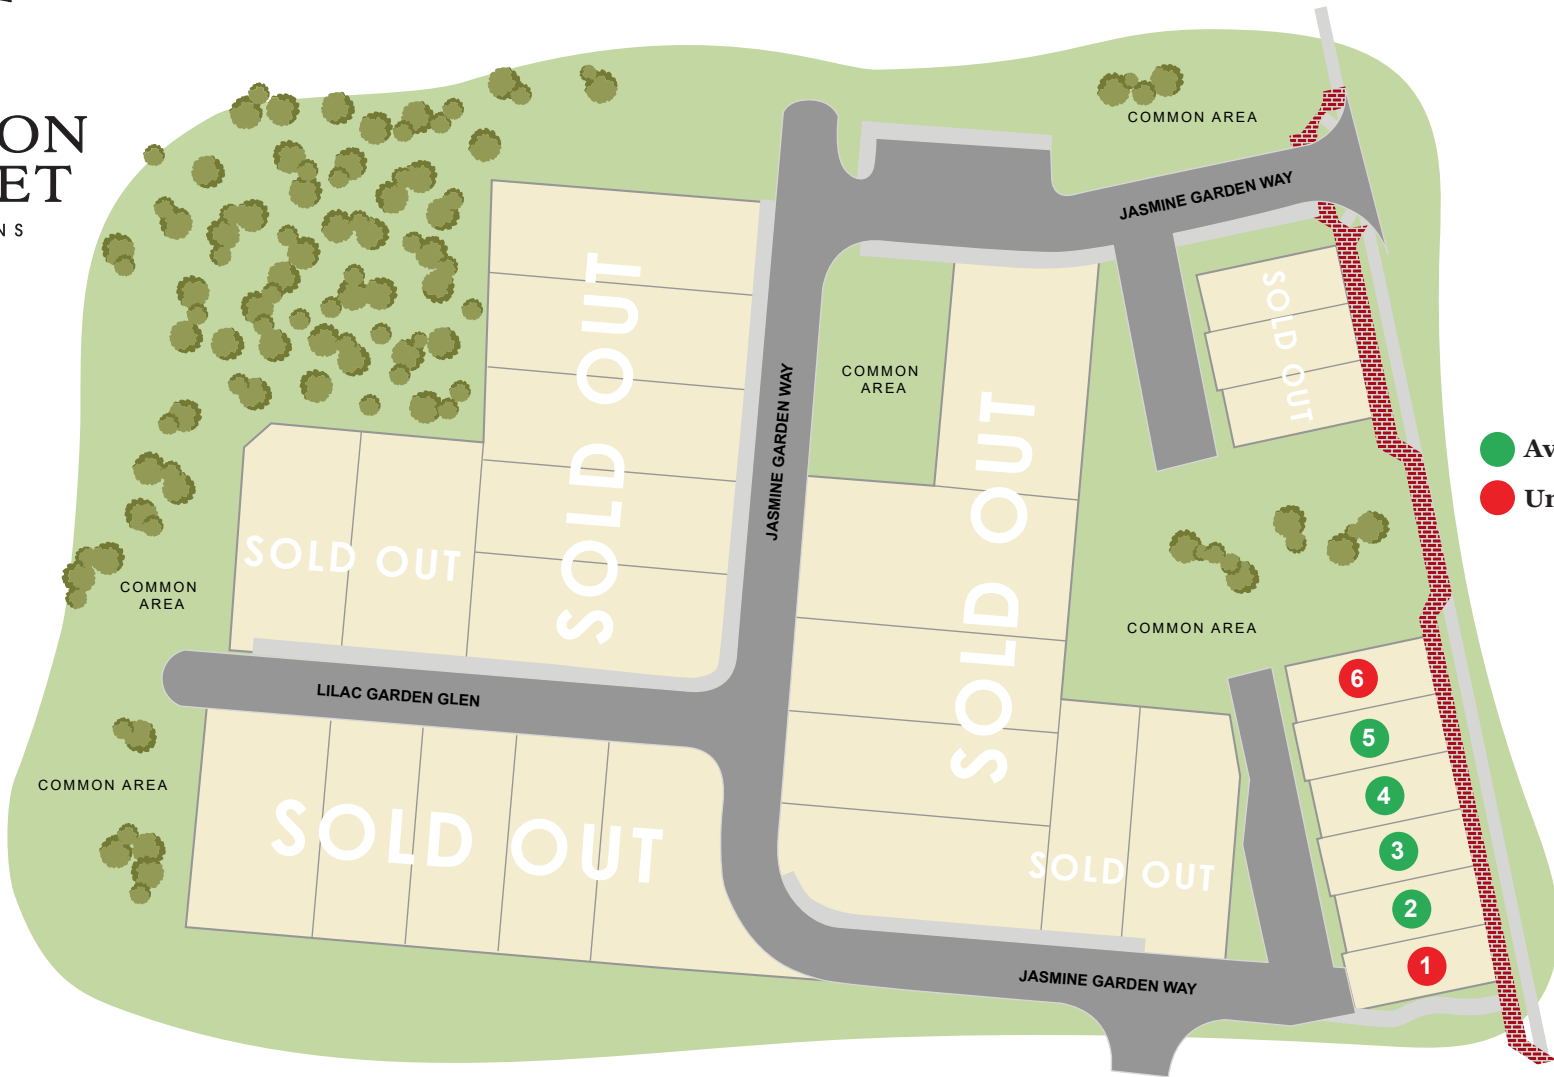 ON
ET
NS
COMMON AREA
JASMINE GARDEN WAY
SOLD OUT
SOLD OUT
COMMON
AREA
JASMINE GARDEN WAY
SOLD OUT
Av
Un
SOLD OUT
COMMON
AREA
COMMON AREA
LILAC GARDEN GLEN
6
5
COMMON AREA
4
SOLD OUT
3
SOLD OUT
2
1
JASMINE GARDEN WAY